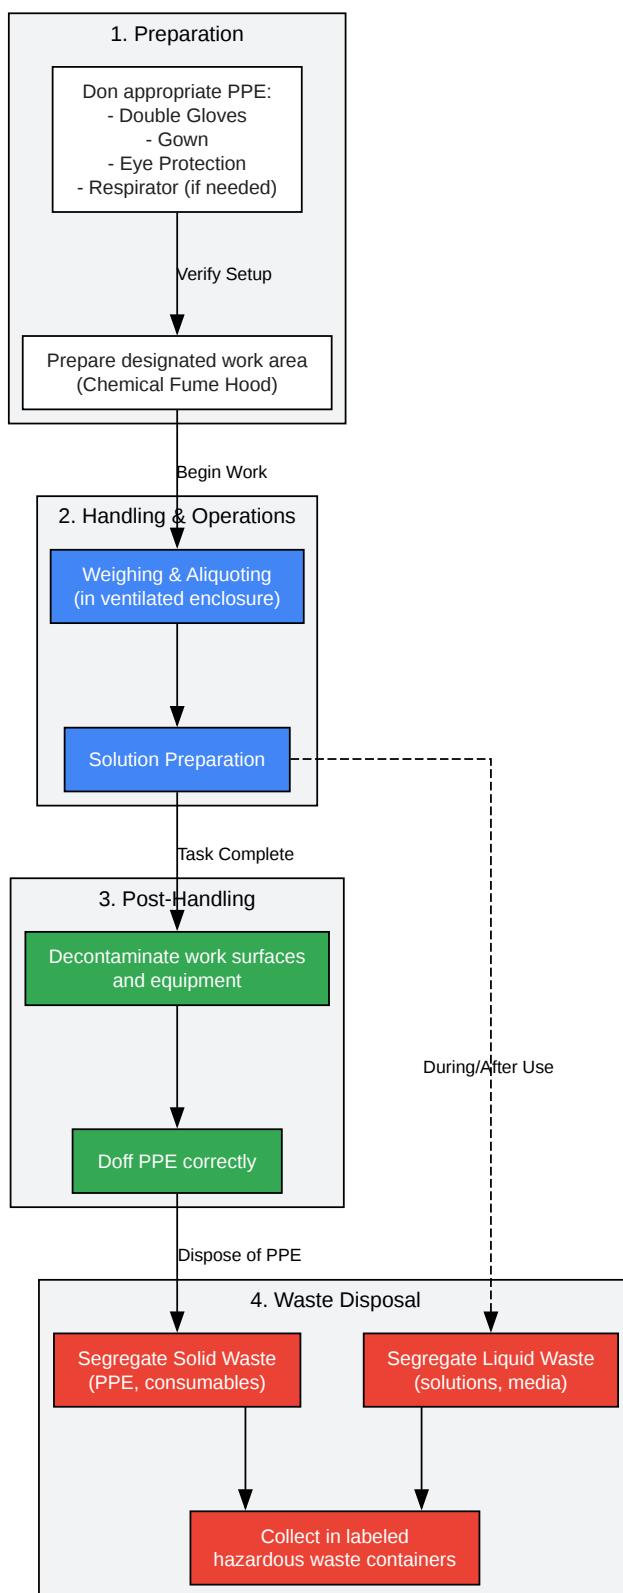 1. Preparation
Don appropriate PPE:
- Double Gloves
- Gown
- Eye Protection
- Respirator (if needed)
Verify Setup
Prepare designated work area
(Chemical Fume Hood)
Begin Work
2. Handling & Operations
Weighing & Aliquoting
(in ventilated enclosure)
Solution Preparation
Task Complete
3. Post-Handling
Decontaminate work surfaces
and equipment
During/After Use
Doff PPE correctly
Dispose of PPE
4. Waste Disposal
Segregate Solid Waste
(PPE, consumables)
Segregate Liquid Waste
(solutions, media)
Collect in labeled
hazardous waste containers